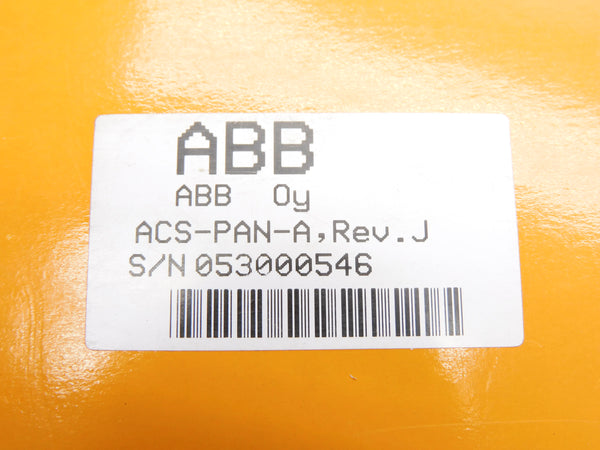 ABB
ABB Oy
ACS-PAN-A,Rev.J
S/N 053000546